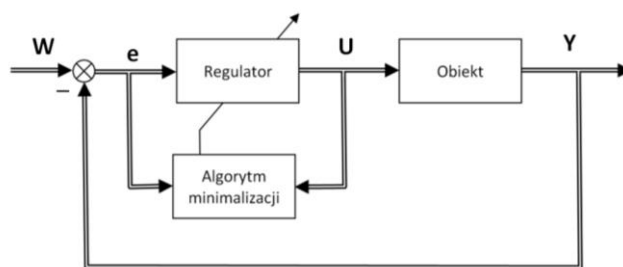 W
e
Regulator
U
Obiekt
Y
–
Algorytm
minimalizacji